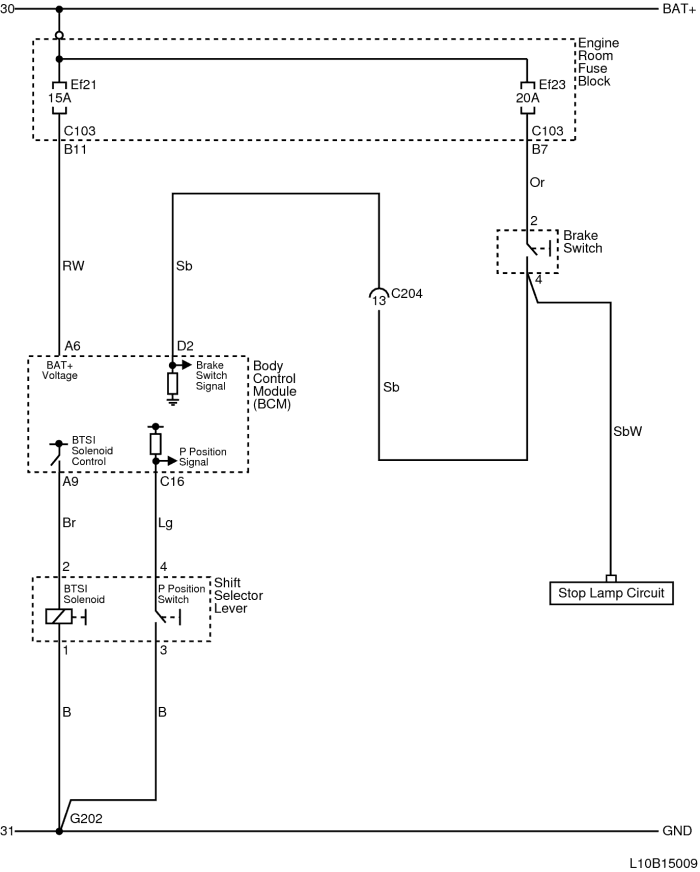 30
BAT+
Engine
Room
Fuse
Block
Ef21
15A
Ef23
20A
C103
B11
C103
B7
Or
2
Brake
Switch
4
RW
Sb
C204
13
Sb
SbW
A6
D2
BAT+
Voltage
Brake
Switch
Signal
Body
Control
Module
(BCM)
BTSI
Solenoid
Control
P Position
Signal
A9
C16
Br
Lg
2
4
BTSI
Solenoid
P Position
Switch
Shift
Selector
Lever
Stop Lamp Circuit
1
3
B
B
G202
31
GND
L10B15009